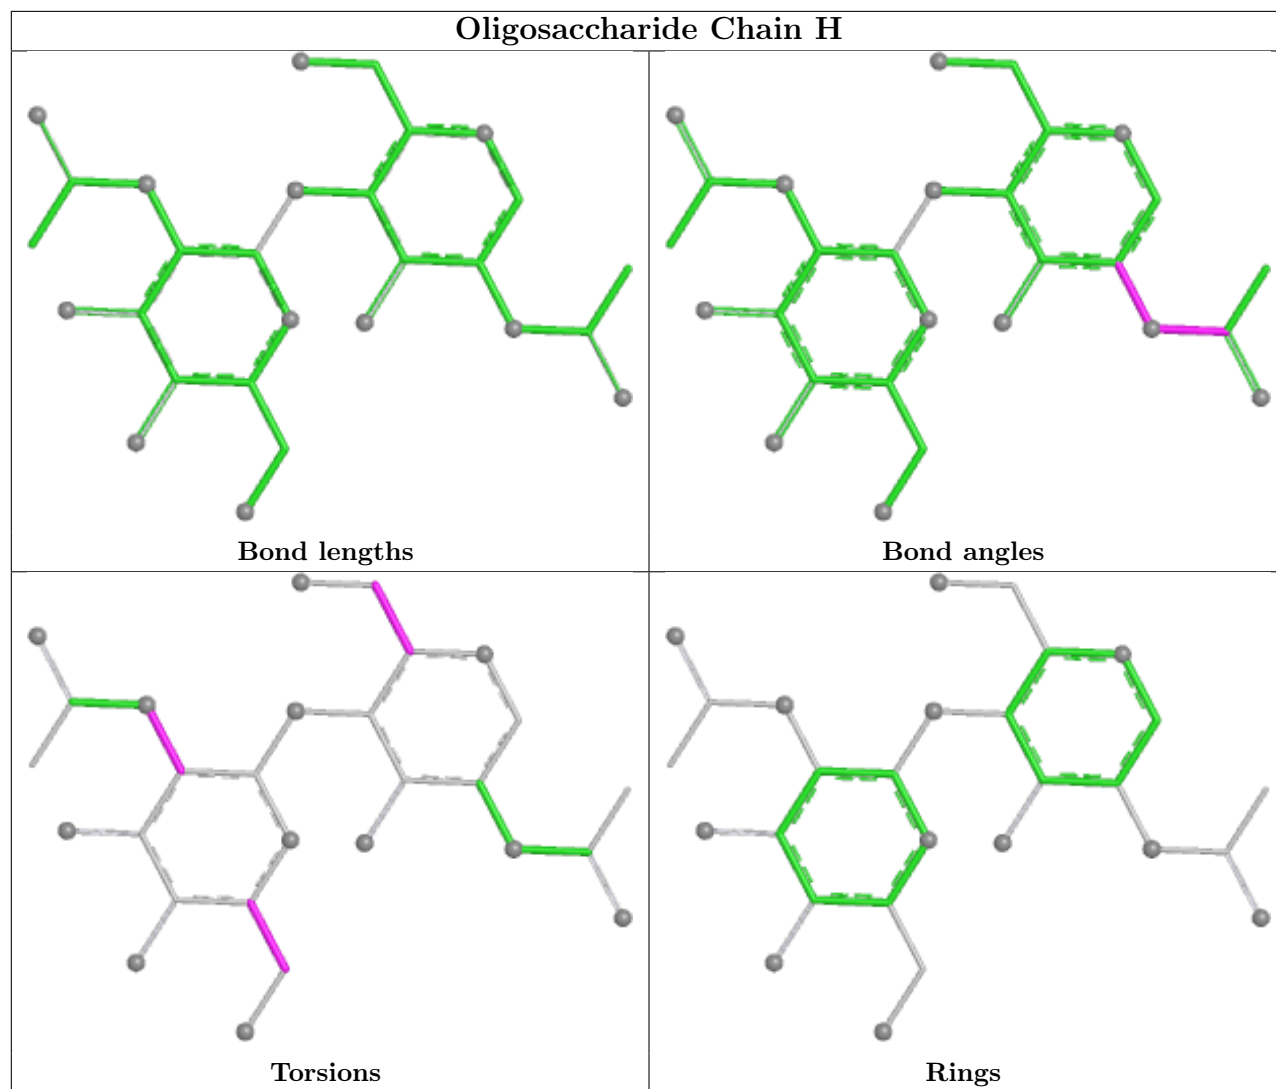 Oligosaccharide Chain H
Bond lengths
Bond angles
Torsions
Rings